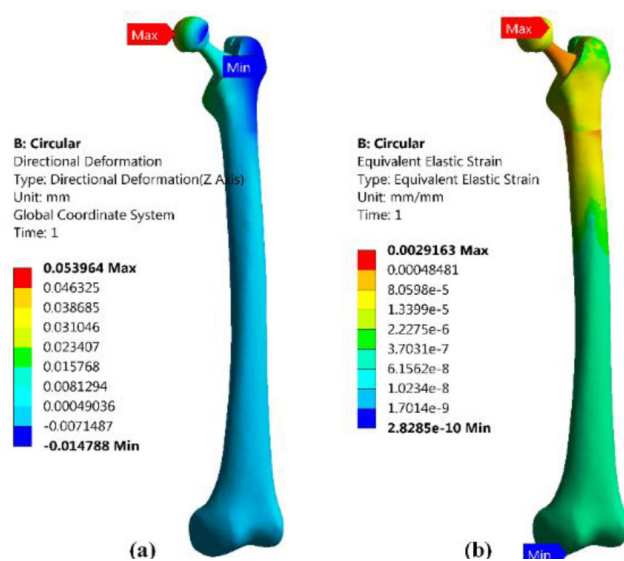 Max
Min
B: Circular
Directional Deformation
Type: Directional Deformation(Z Axis)
Unit: mm
Global Coordinate System
Time: 1
0.053964 Max
0.046325
0.038685
0.031046
0.023407
0.015768
0.0081294
0.00049036
-0.0071487
-0.014788 Min
(a)
Max
B: Circular
Equivalent Elastic Strain
Type: Equivalent Elastic Strain
Unit: mm/mm
Time: 1
0.0029163 Max
0.00048481
8.0598e-5
1.3399e-5
2.2275e-6
3.7031e-7
6.1562e-8
1.0234e-8
1.7014e-9
2.8285e-10 Min
(b)
Min